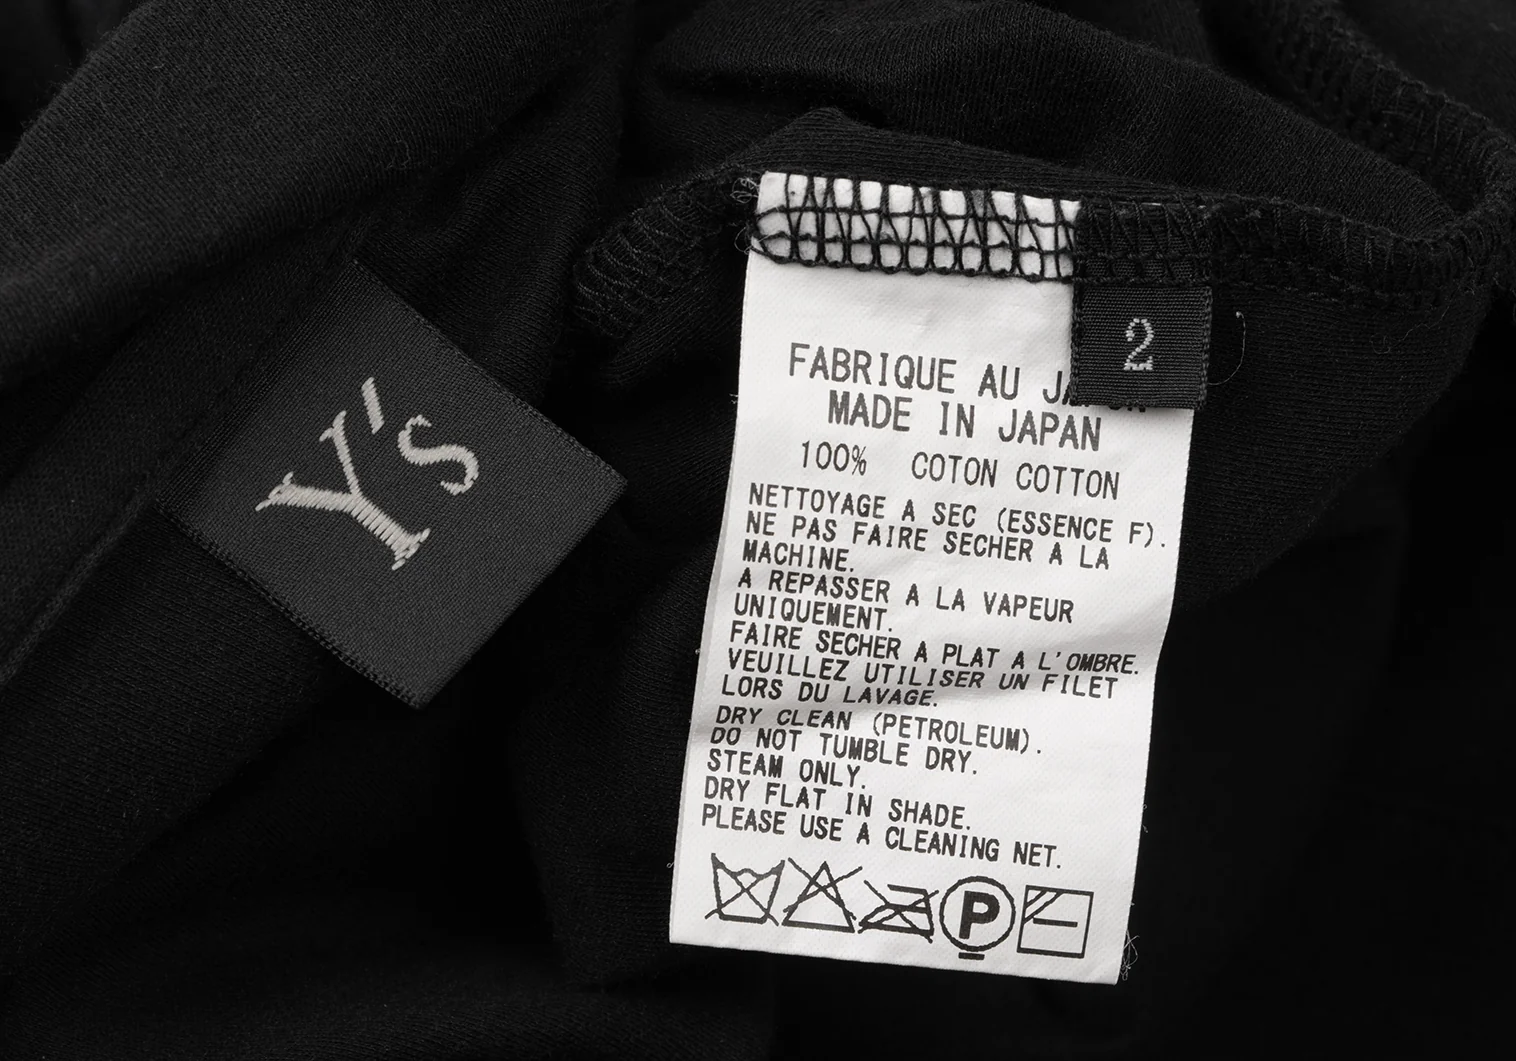 Y's
2
FABRIQUE AU
MADE IN JAPAN
100% COTON COTTON
NETTOYAGE A SEC (ESSENCE F).
NE PAS FAIRE SECHER A LA
MACHINE.
A REPASSER A LA VAPEUR
UNIQUEMENT.
FAIRE SECHER A PLAT A L'OMBRE.
VEUILLEZ UTILISER UN FILET
LORS DU LAVAGE.
DRY CLEAN (PETROLEUM).
DO NOT TUMBLE DRY.
STEAM ONLY.
DRY FLAT IN SHADE.
PLEASE USE A CLEANING NET.
P